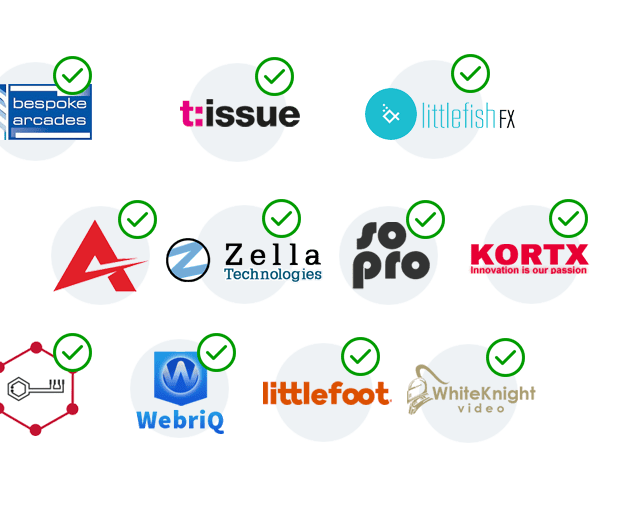 bespoke
arcades
t:issue
littlefish FX
Zella
Technologies
so
pro
KORTX
Innovation is our passion
WebriQ
littlefoot
WhiteKnight
video